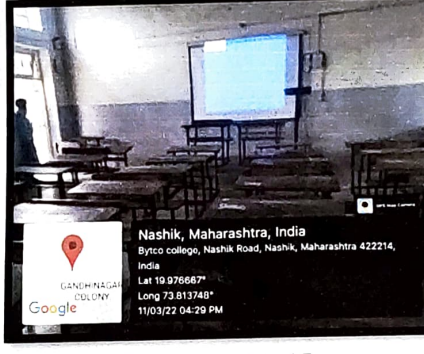 GPS Map Camera
Nashik, Maharashtra, India
Bytco college, Nashik Road, Nashik, Maharashtra 422214,
India
Lat 19.976667°
Long 73.813748°
11/03/22 04:29 PM
GANDHINAGAR
COLONY
Google